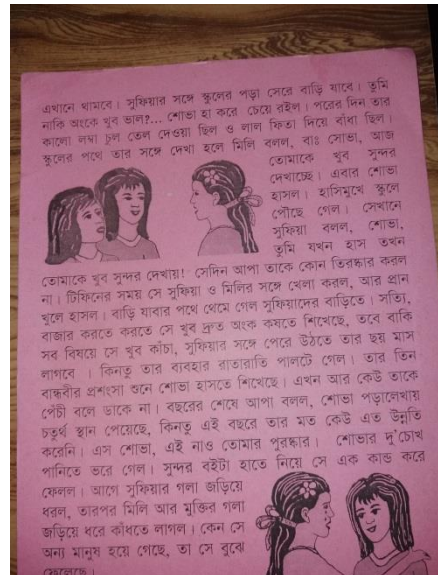 এখানে থামবে। সুফিয়ার সঙ্গে স্কুলের পড়া সেরে বাড়ি যাবে। তুমি
নাকি অংকে খুব ভাল?... শোভা হা করে চেয়ে রইল। পরের দিন তার
কালো লম্বা চুল তেল দেওয়া ছিল ও লাল ফিতা দিয়ে বাঁধা ছিল।
স্কুলের পথে তার সঙ্গে দেখা হলে মিলি বলল, বাঃ সোভা, আজ
তোমাকে খুব সুন্দর
দেখাচ্ছে। এবার শোভা
হাসল। হাসিমুখে স্কুলে
পৌছে গেল। সেখানে
সুফিয়া বলল, শোভা,
তুমি যখন হাস তখন
তোমাকে খুব সুন্দর দেখায়! সেদিন আপা তাকে কোন তিরস্কার করল
না। টিফিনের সময় সে সুফিয়া ও মিলির সঙ্গে খেলা করল, আর প্রান
খুলে হাসল। বাড়ি যাবার পথে থেমে গেল সুফিয়াদের বাড়িতে। সত্যি,
বাজার করতে করতে সে খুব দ্রুত অংক কষতে শিখেছে, তবে বাকি
সব বিষয়ে সে খুব কাঁচা, সুফিয়ার সঙ্গে পেরে উঠতে তার ছয় মাস
লাগবে । কিনতু তার ব্যবহার রাতারাতি পালটে গেল। তার তিন
বান্ধবীর প্রশংসা শুনে শোভা হাসতে শিখেছে। এখন আর কেউ তাকে
পেঁচী বলে ডাকে না। বছরের শেষে আপা বলল, শোভা পড়ালেখায়
চতুর্থ স্থান পেয়েছে, কিনতু এই বছরে তার মত কেউ এত উন্নতি
করেনি। এস শোভা, এই নাও তোমার পুরষ্কার। শোভার দু'চোখ
পানিতে ভরে গেল। সুন্দর বইটা হাতে নিয়ে সে এক কান্ড করে
ফেলল। আগে সুফিয়ার গলা জড়িয়ে
ধরল, তারপর মিলি আর মুক্তির গলা
জড়িয়ে ধরে কাঁধতে লাগল। কেন সে
অন্য মানুষ হয়ে গেছে, তা সে বুঝে
ফেলেছে।